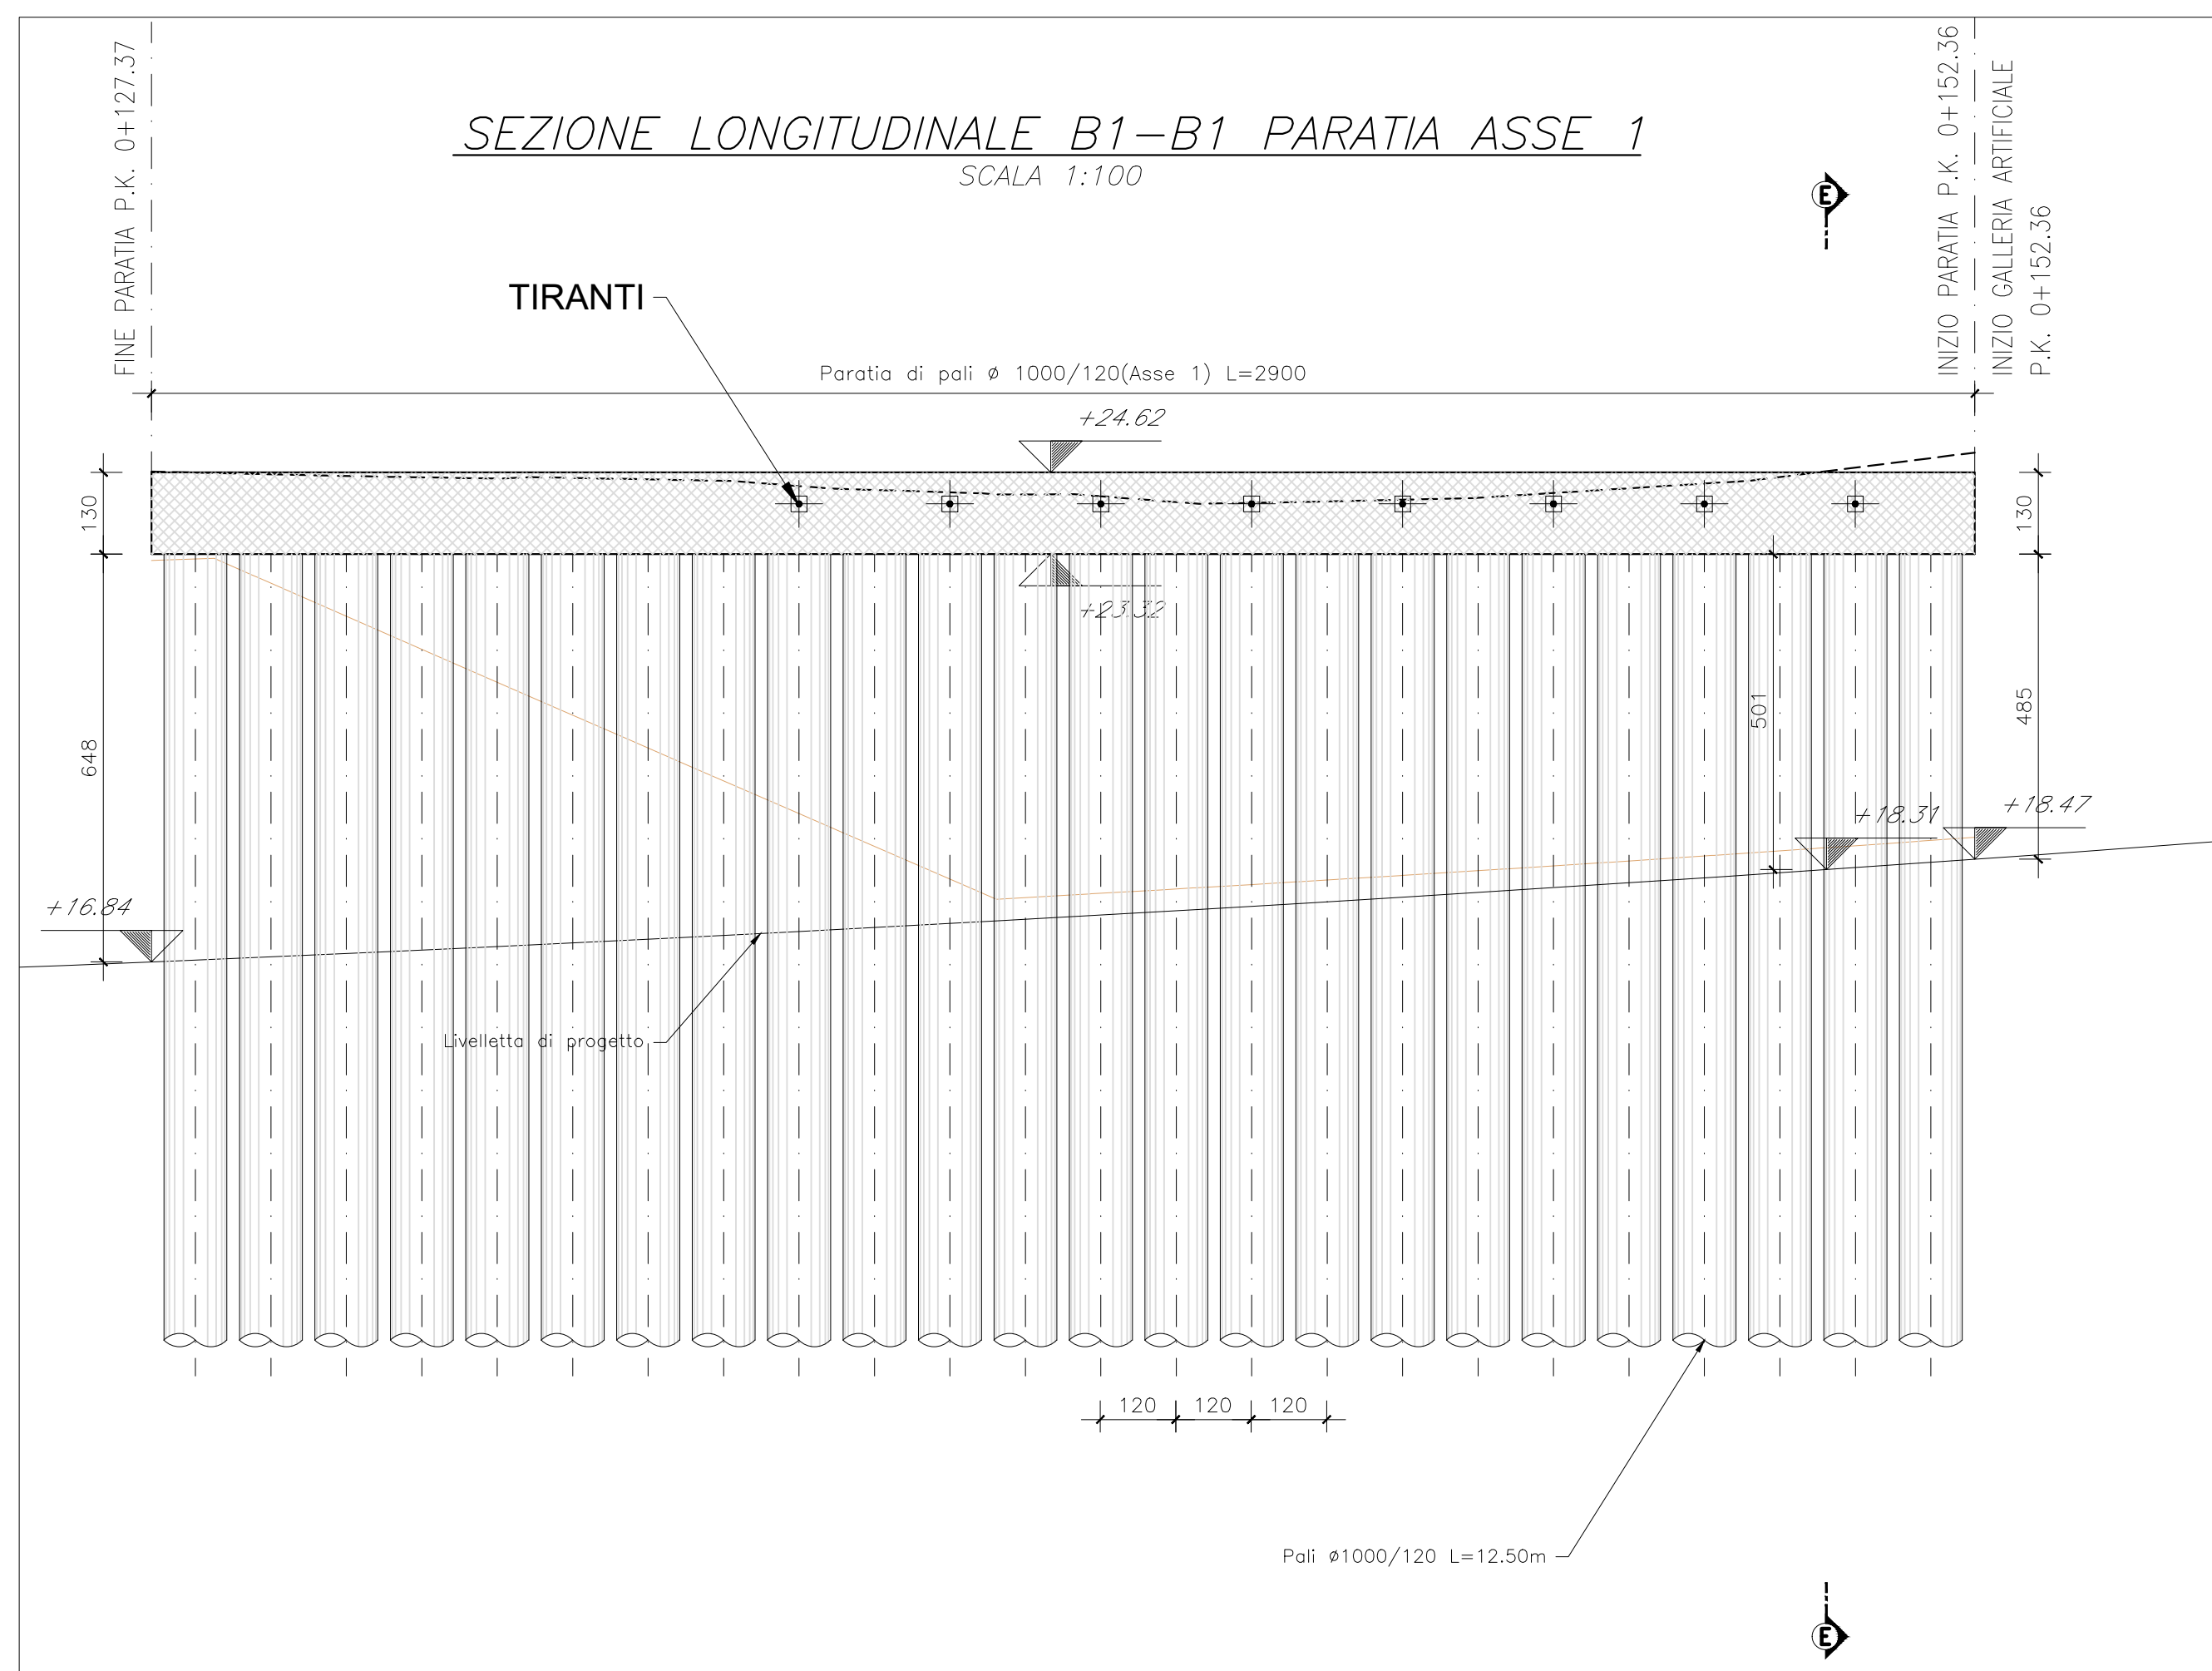 FINE PARATIA P.K. 0+127.37
SEZIONE LONGITUDINALE B1-B1 PARATIA ASSE 1
SCALA 1:100
INIZIO PARATIA P.K. 0+152.36
INIZIO GALLERIA ARTIFICIALE
P.K. 0+152.36
E
TIRANTI
Paratia di pali ø 1000/120(Asse 1) L=2900
+24.62
130
130
+23.32
648
501
485
+18.31
+18.47
+16.84
Livelletta di progetto
120
120
120
Pali ø1000/120 L=12.50m
E